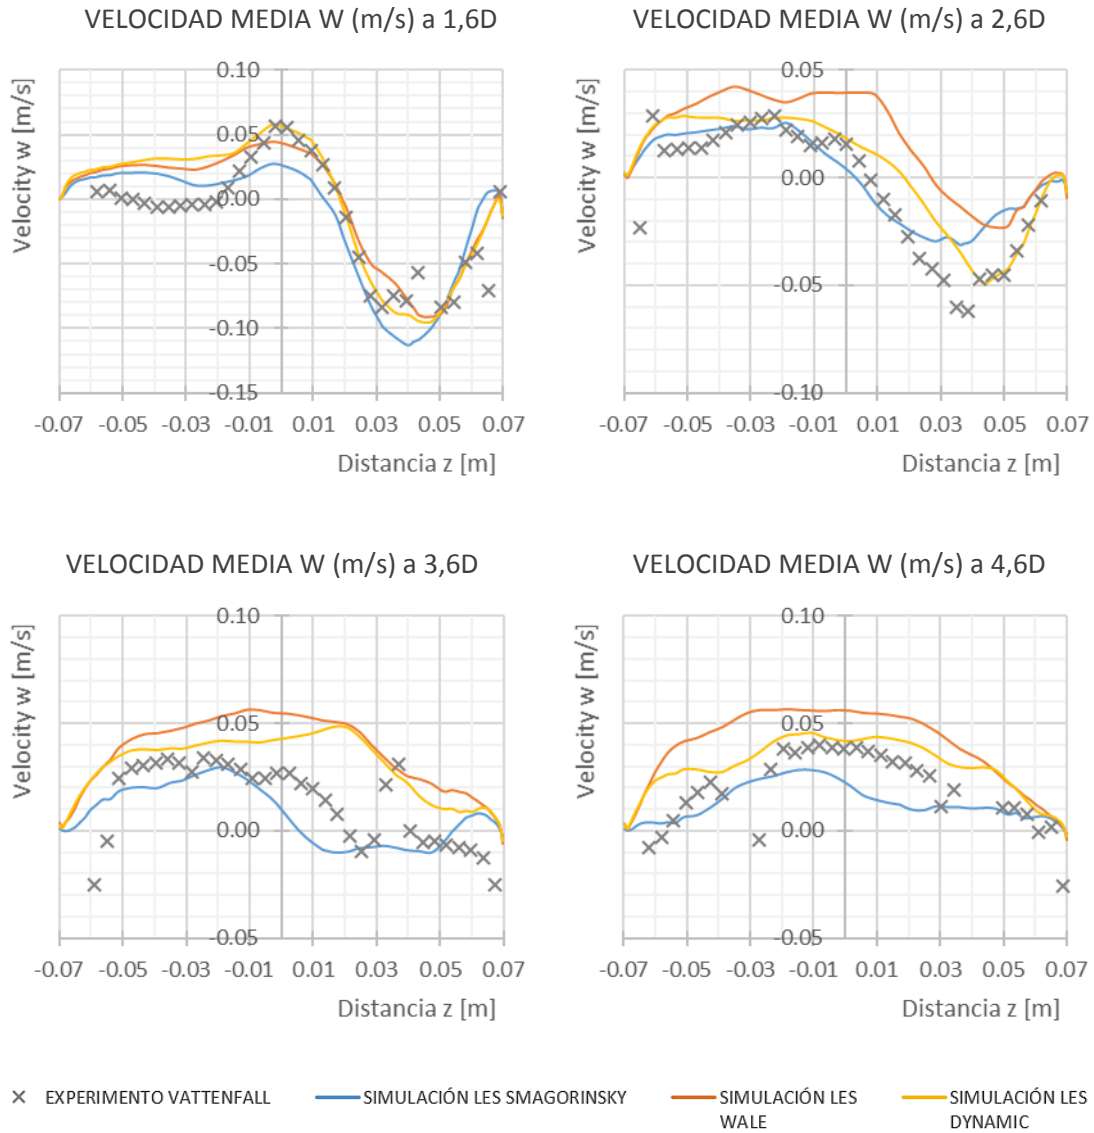 VELOCIDAD MEDIA W (m/s) a 1,6D
Velocity w [m/s]
0.10
0.05
0.00
-0.05
-0.10
-0.15
-0.07 -0.05 -0.03 -0.01 0.01 0.03 0.05 0.07
Distancia z [m]
VELOCIDAD MEDIA W (m/s) a 2,6D
Velocity w [m/s]
0.05
0.00
-0.05
-0.10
-0.07 -0.05 -0.03 -0.01 0.01 0.03 0.05 0.07
Distancia z [m]
VELOCIDAD MEDIA W (m/s) a 3,6D
Velocity w [m/s]
0.10
0.05
0.00
-0.05
-0.07 -0.05 -0.03 -0.01 0.01 0.03 0.05 0.07
Distancia z [m]
VELOCIDAD MEDIA W (m/s) a 4,6D
Velocity w [m/s]
0.10
0.05
0.00
-0.05
-0.07 -0.05 -0.03 -0.01 0.01 0.03 0.05 0.07
Distancia z [m]
EXPERIMENTO VATTENFALL
SIMULACIÓN LES SMAGORINSKY
SIMULACIÓN LES
WALE
SIMULACIÓN LES
DYNAMIC